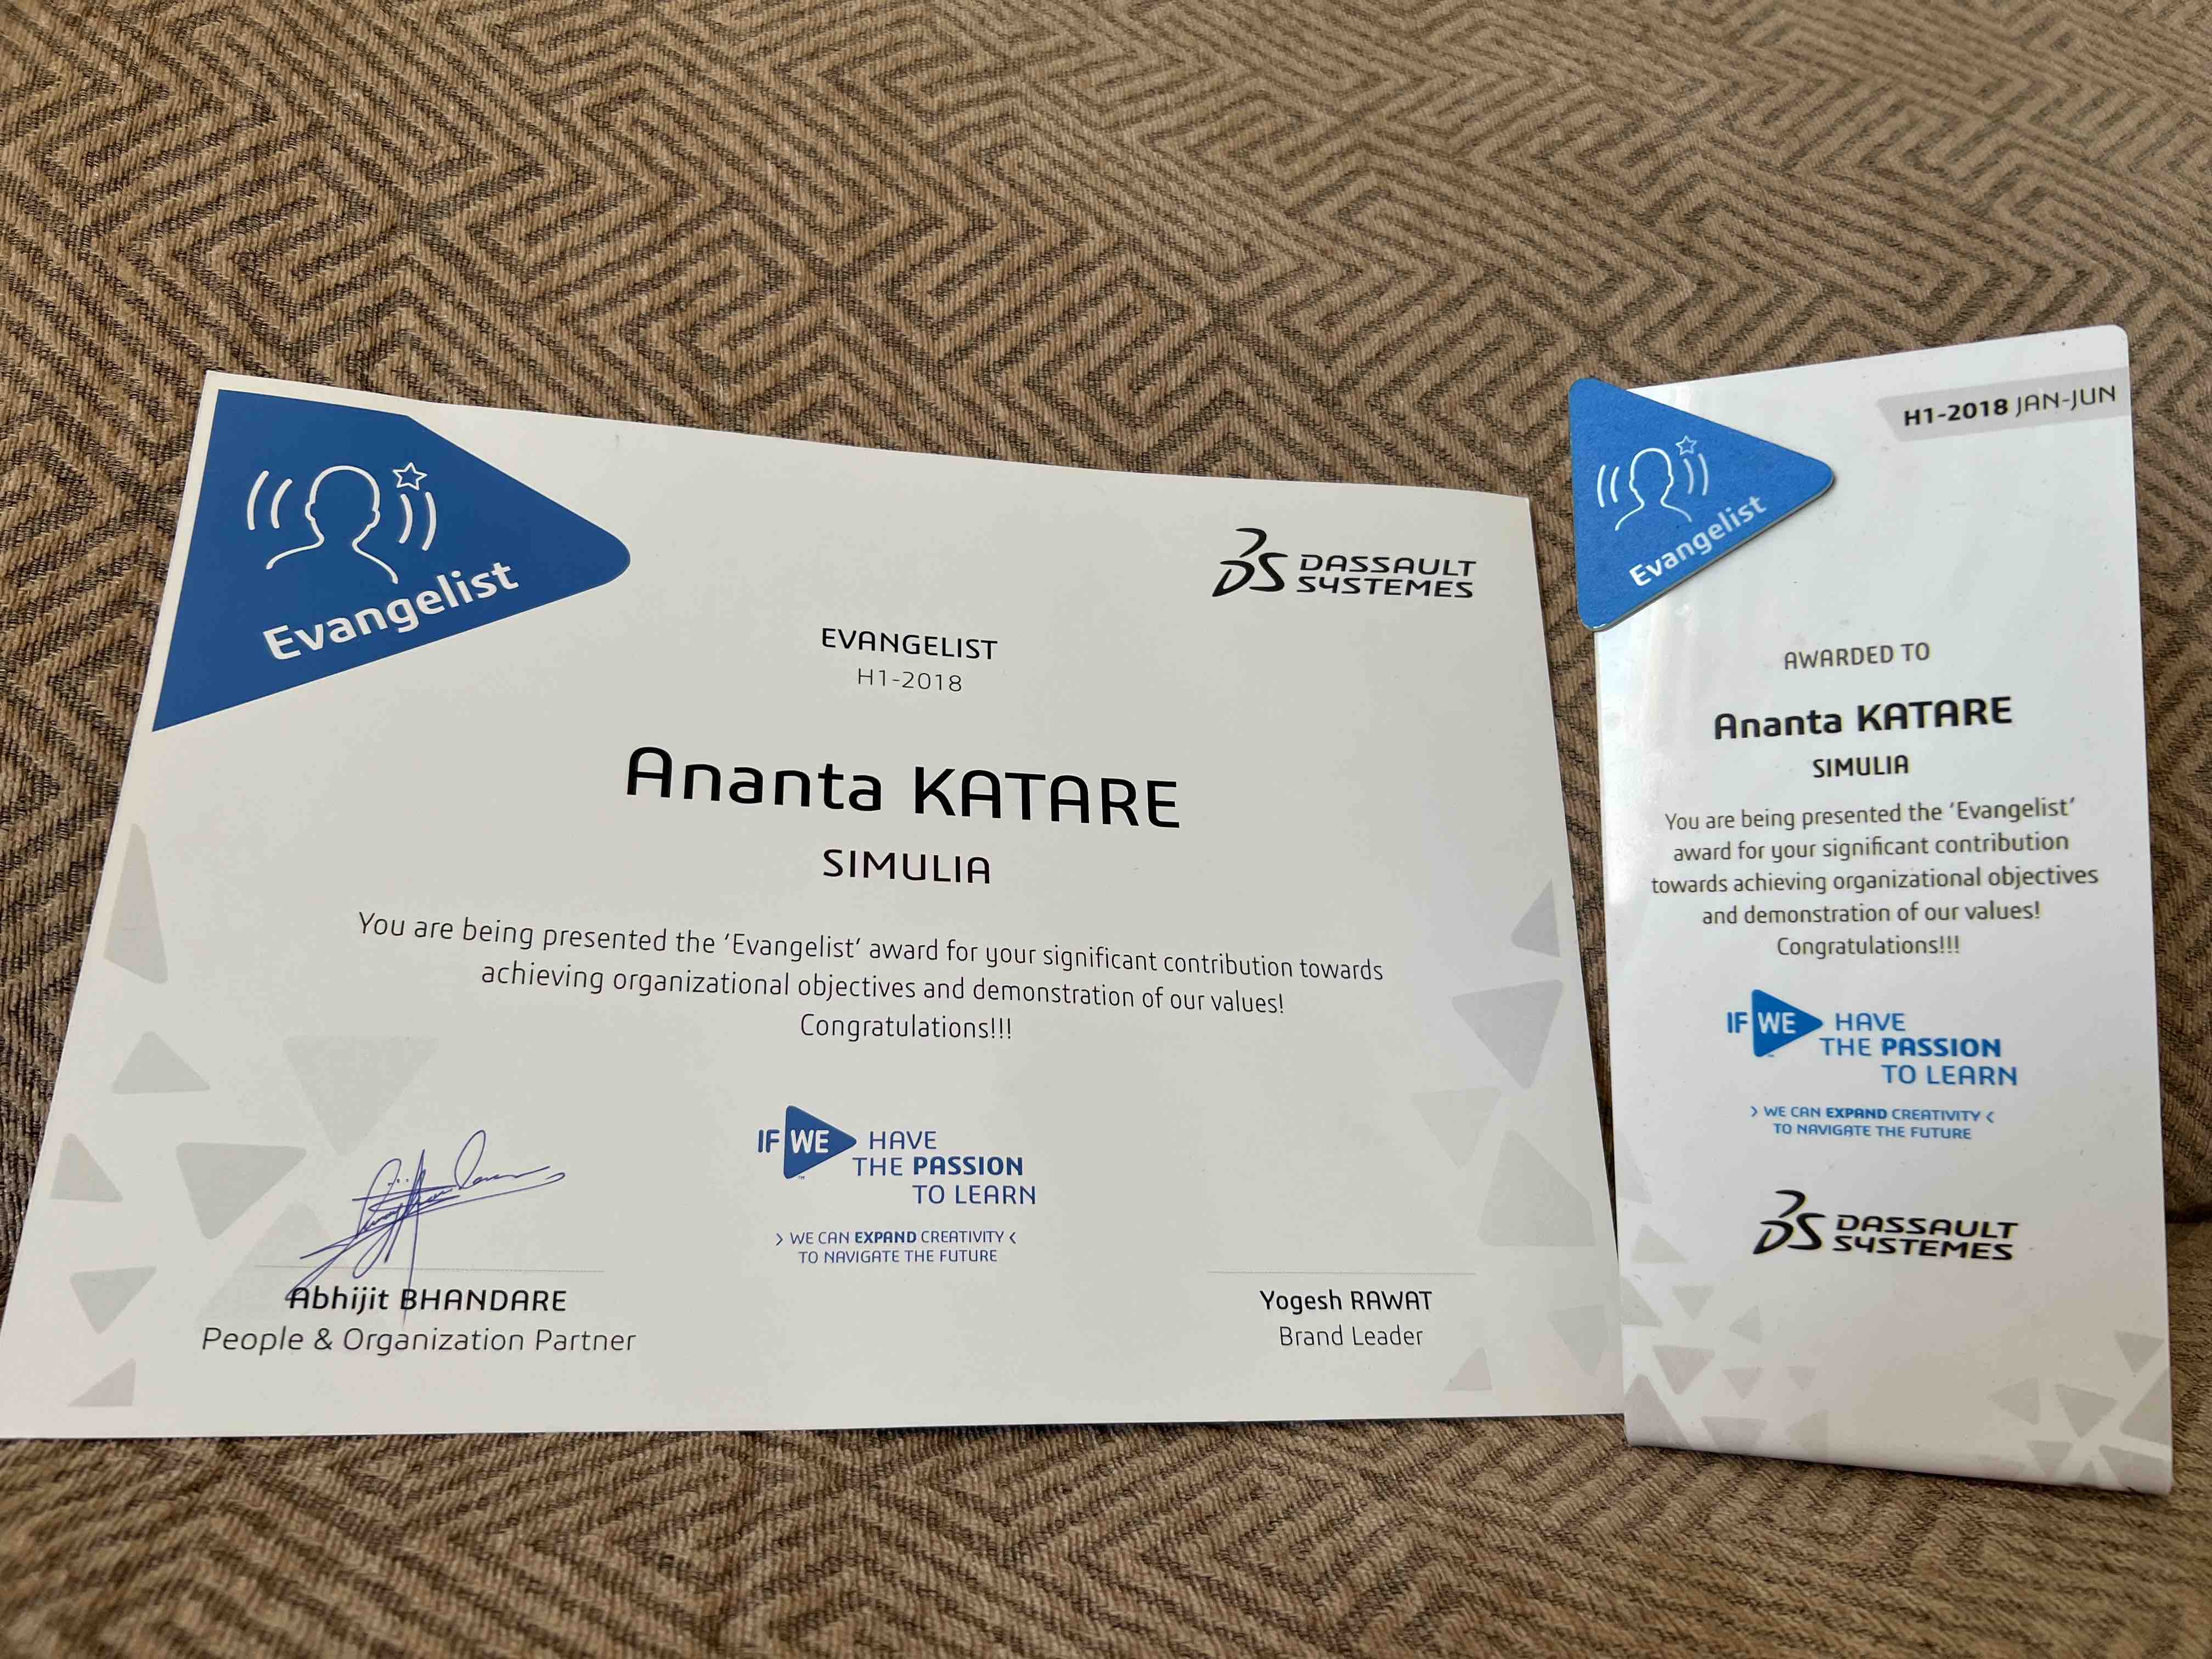 Evangelist
DASSAULT
SYSTEMES
EVANGELIST
H1-2018
Ananta KATARE
SIMULIA
You are being presented the ‘Evangelist’ award for your significant contribution towards
achieving organizational objectives and demonstration of our values!
Congratulations!!!
IF WE HAVE
THE PASSION
TO LEARN
> WE CAN EXPAND CREATIVITY <
TO NAVIGATE THE FUTURE
Abhijit BHANDARE
People & Organization Partner
Yogesh RAWAT
Brand Leader
H1-2018 JAN-JUN
Evangelist
AWARDED TO
Ananta KATARE
SIMULIA
You are being presented the ‘Evangelist’
award for your significant contribution
towards achieving organizational objectives
and demonstration of our values!
Congratulations!!!
IF WE HAVE
THE PASSION
TO LEARN
> WE CAN EXPAND CREATIVITY <
TO NAVIGATE THE FUTURE
DASSAULT
SYSTEMES